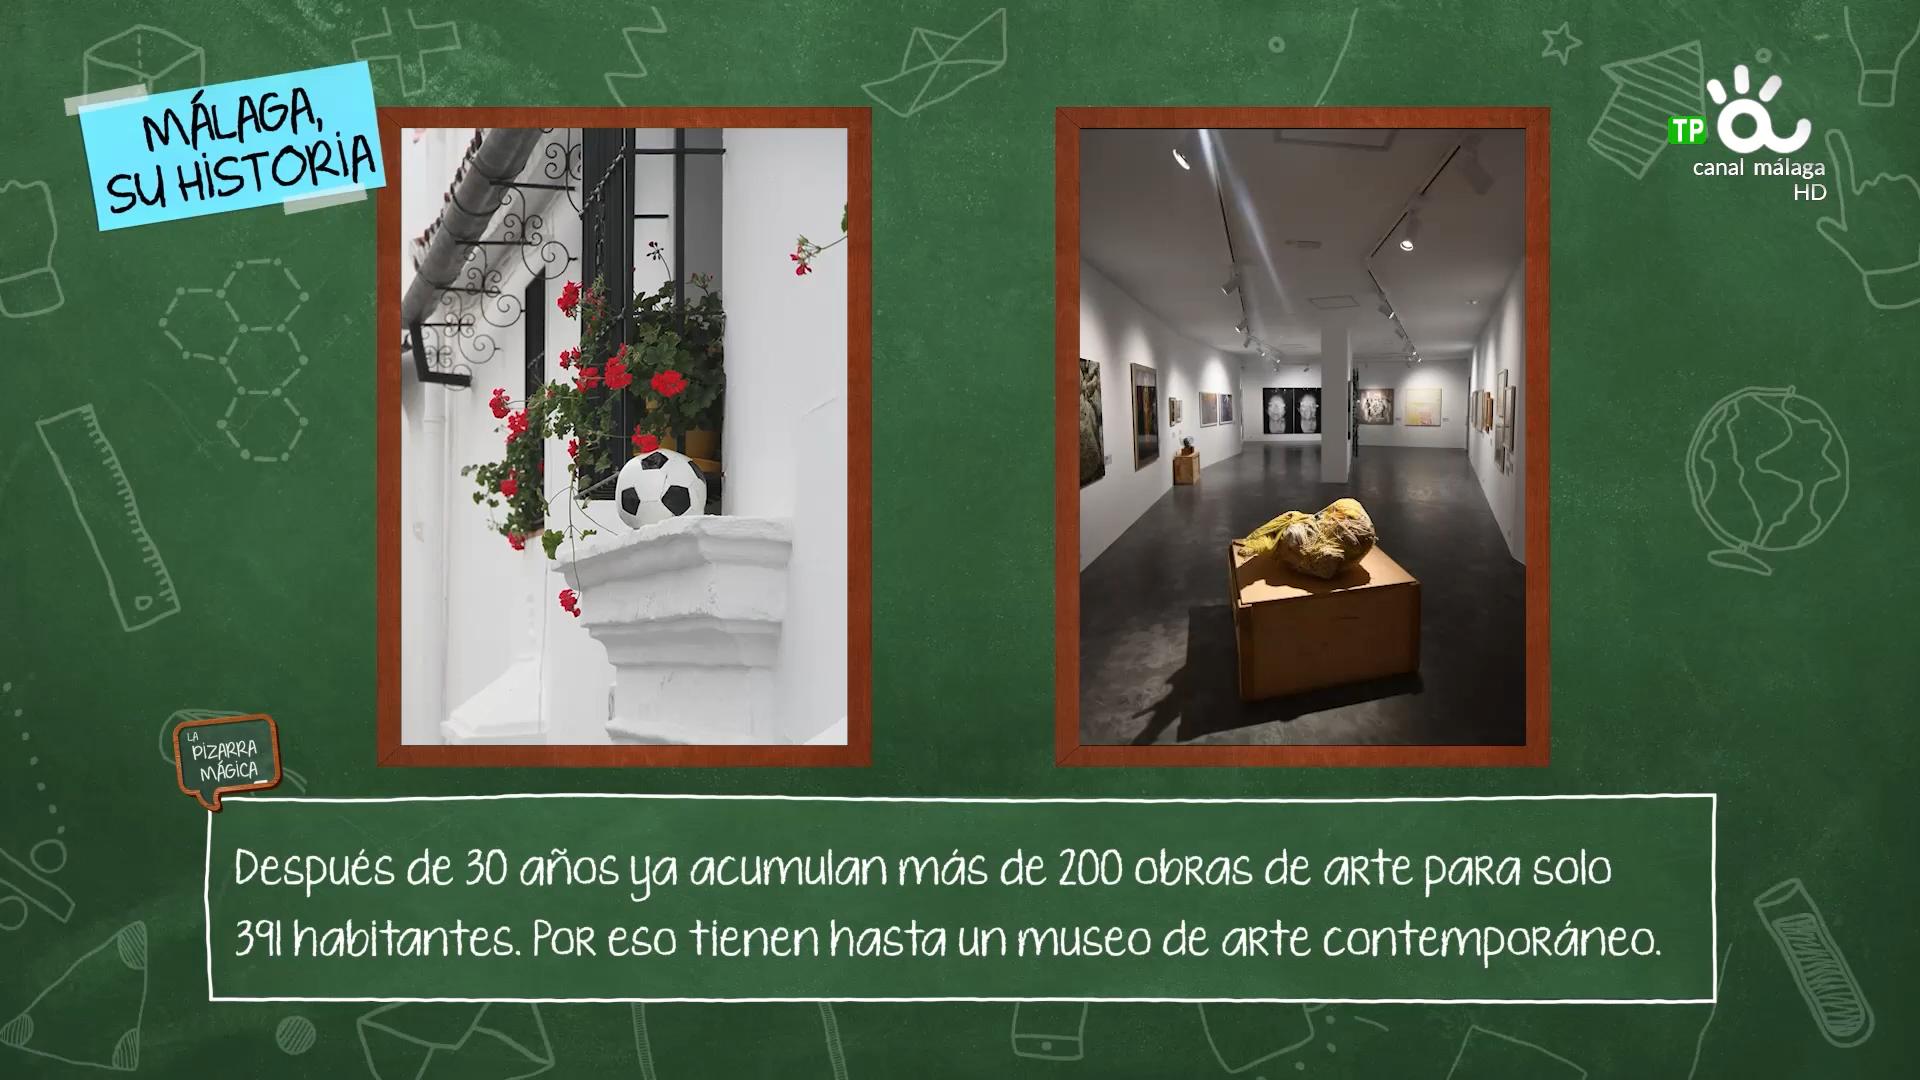 MÁLAGA,
SU HISTORIA
TP
canal málaga
HD
LA
PIZARRA
MÁGICA
Después de 30 años ya acumulan más de 200 obras de arte para solo
391 habitantes. Por eso tienen hasta un museo de arte contemporáneo.